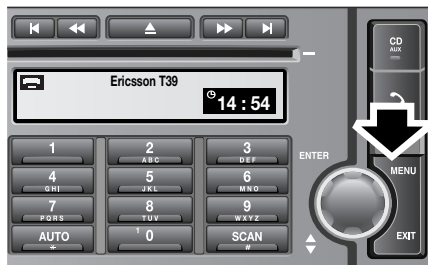 CD
AUX
Ericsson T39
14:54
1
2
ABC
3
DEF
4
GHI
5
JKL
6
MNO
7
PQRS
8
TUV
9
WXYZ
AUTO
*
1 0
SCAN
#
ENTER
MENU
EXIT